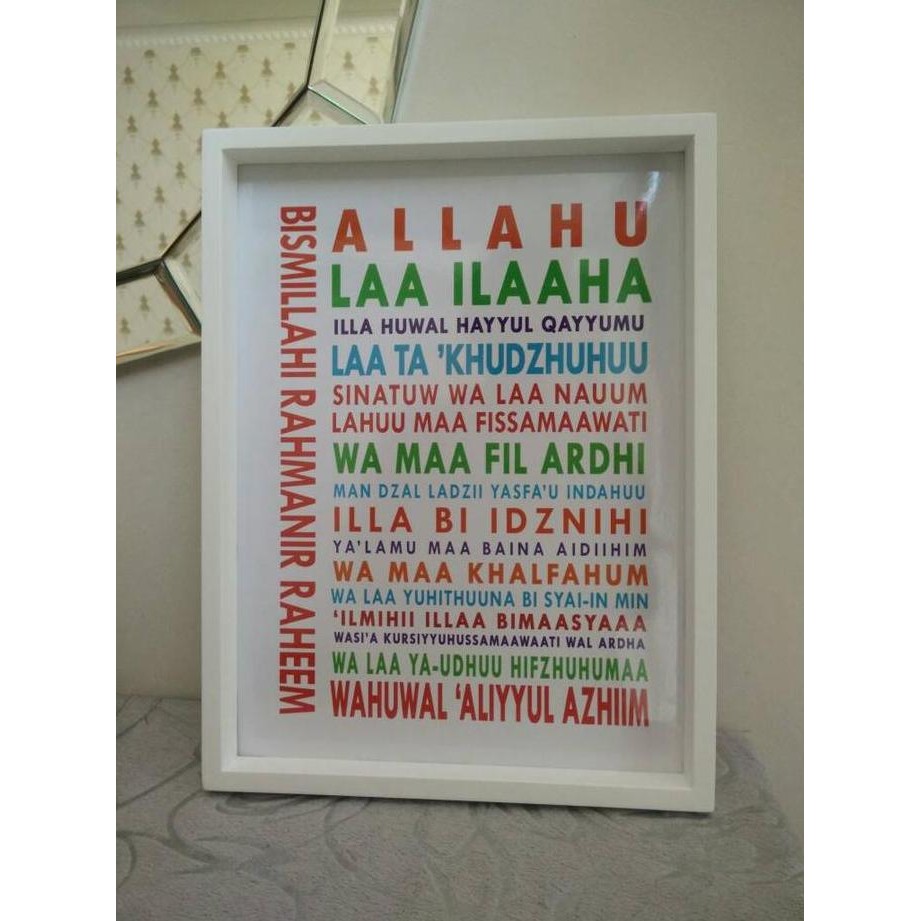 BISMILLAHI RAHMANIR RAHEEM
ALLAHU
LAA ILAAHA
ILLA HUWAL HAYYUL QAYYUMU
LAA TA 'KHUDZHUHUU
SINATUW WA LAA NAUUM
LAHUU MAA FISSAMAAWATI
WA MAA FIL ARDHI
MAN DZAL LADZII YASFA'U INDAHUU
ILLA BI IDZNIHI
YA'LAMU MAA BAINA AIDIIHIM
WA MAA KHALFAHUM
WA LAA YUHITHUUNA BI SYAI-IN MIN
'ILMIHII ILLAA BIMAASYAAA
WASI'A KURSIYYUHUSSAMAAWAATI WAL ARDHA
WA LAA YA-UDHUU HIFZHUHUMAA
WAHUWAL 'ALIYYUL AZHIIM